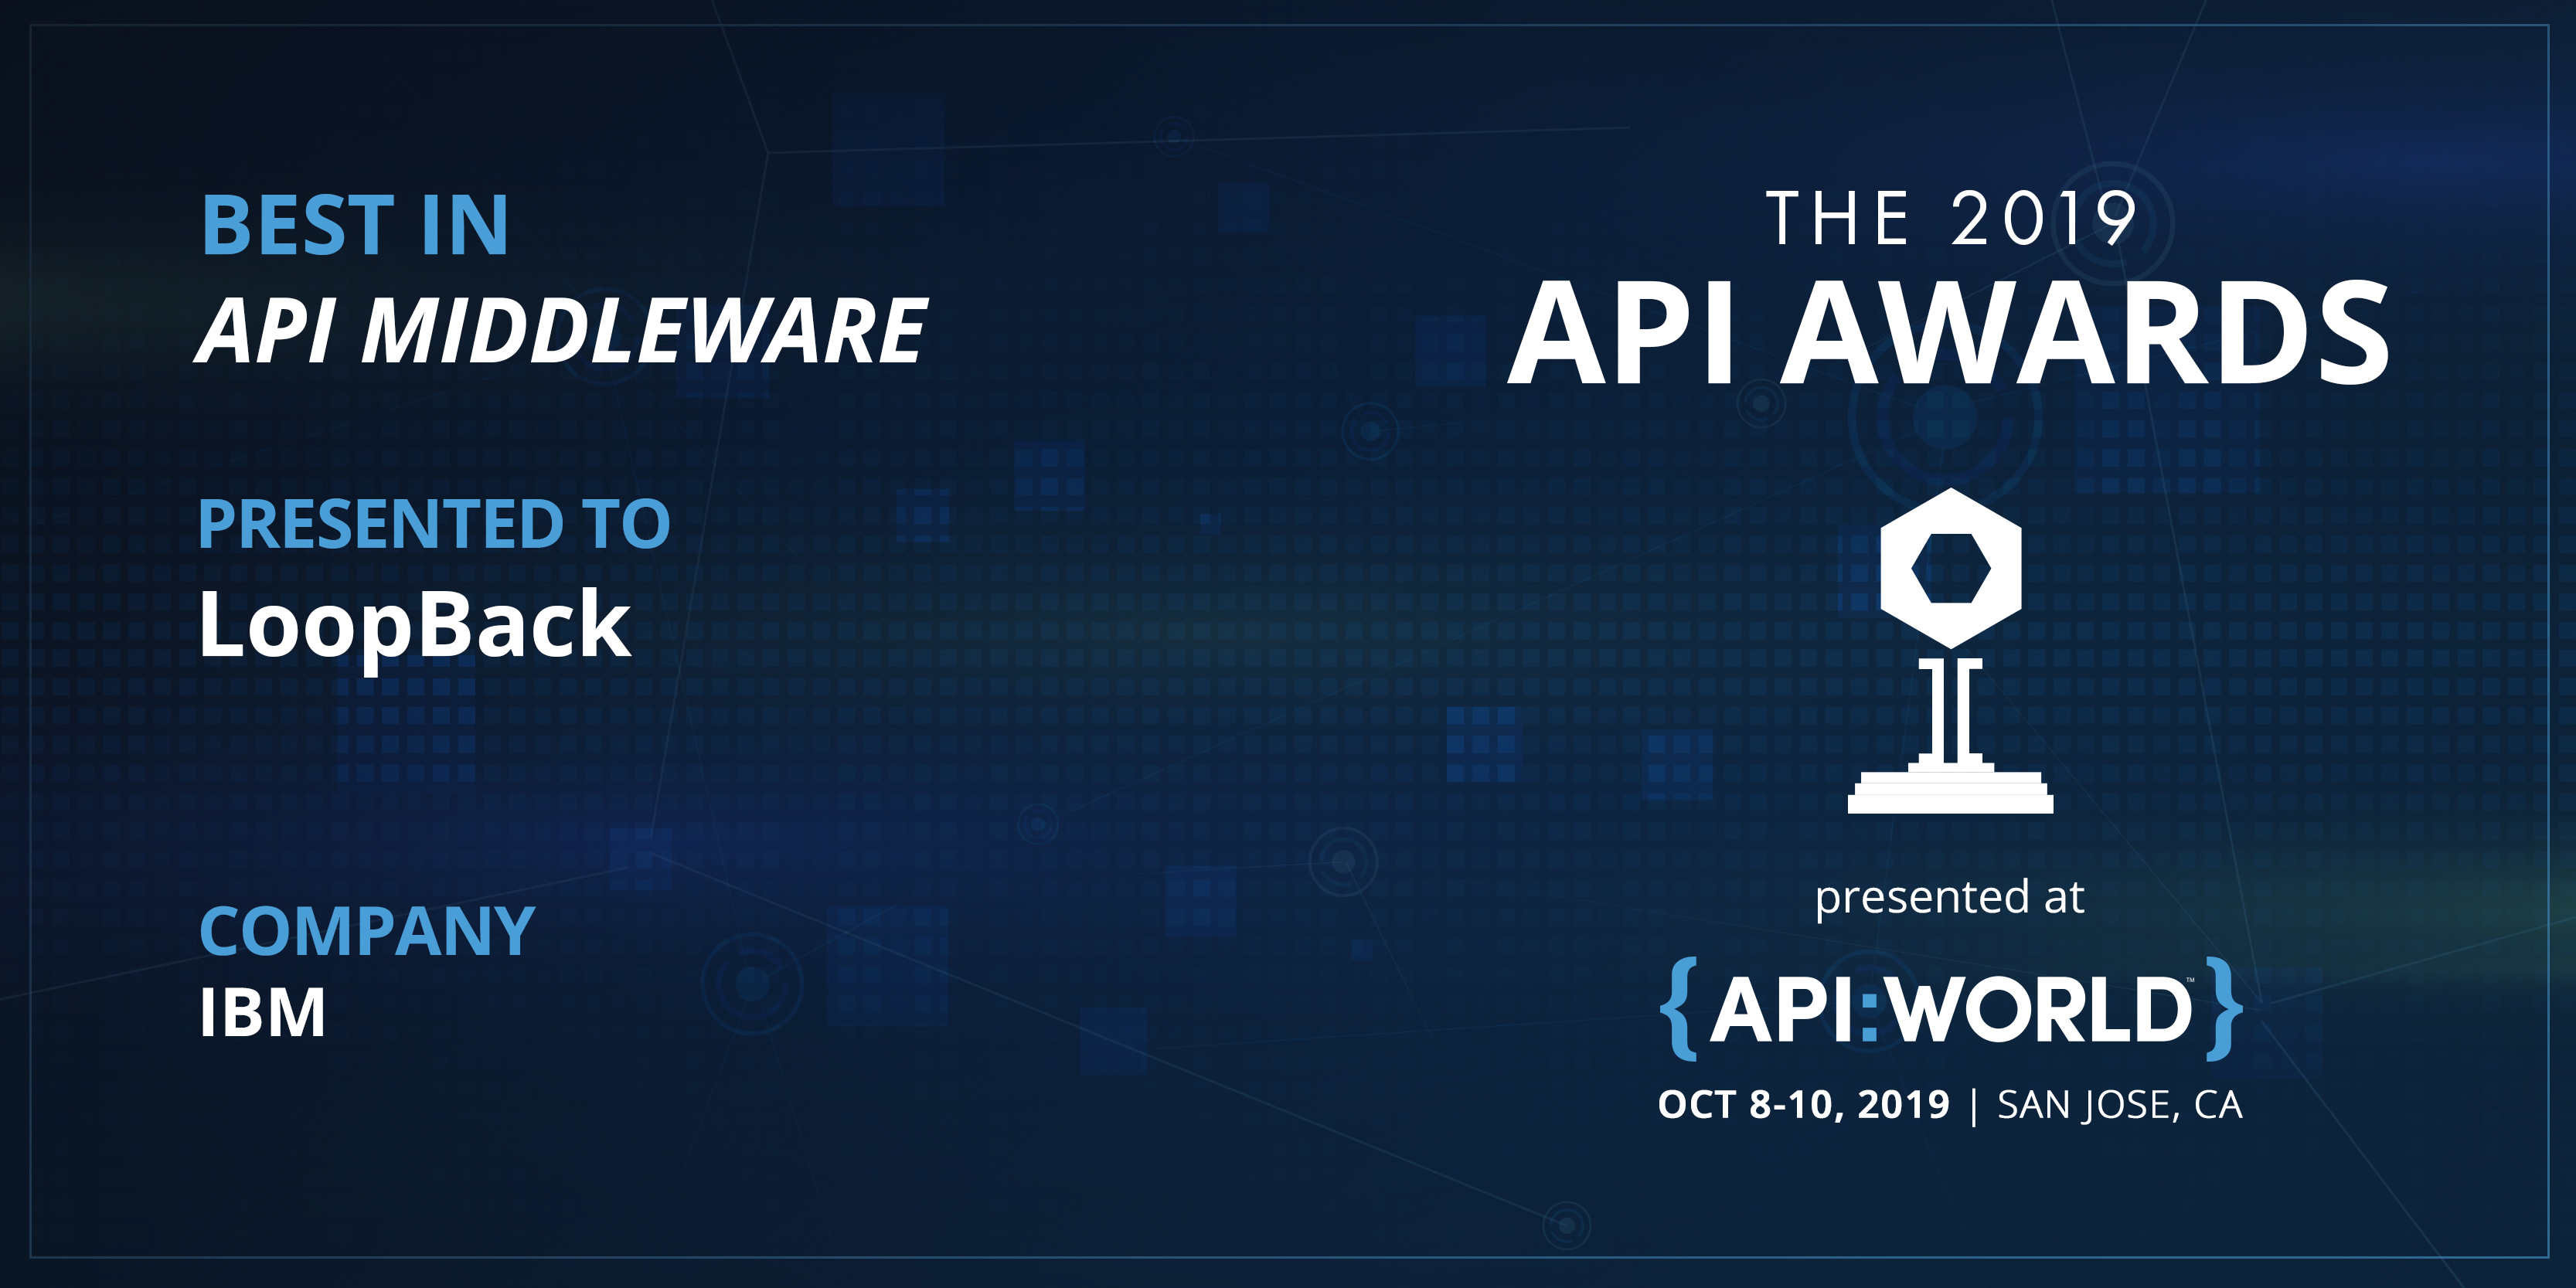 BEST IN
API MIDDLEWARE
PRESENTED TO
LoopBack
COMPANY
IBM
THE 2019
API AWARDS
presented at
{API:WORLD™}
OCT 8-10, 2019 | SAN JOSE, CA